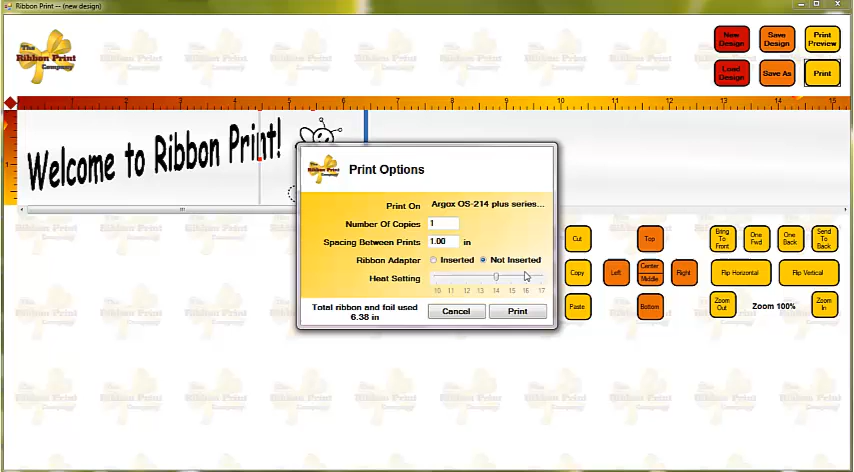 Ribbon Print -- (new design)
The
Ribbon Print
Company
New
Design
Save
Design
Print
Preview
Load
Design
Save As
Print
1 2 3 4 5 6 7 8 9 10 11 12 13 14 15
1
Welcome to Ribbon Print!
Print Options
Print On Argox OS-214 plus series...
Number Of Copies 1
Spacing Between Prints 1.00 in
Ribbon Adapter Inserted Not Inserted
Heat Setting
10 11 12 13 14 15 16 17
Total ribbon and foil used
6.38 in
Cancel Print
Cut
Copy
Paste
Top
Left
Center
Middle
Right
Bottom
Bring
To
Front
One
Fwd
One
Back
Send
To
Back
Flip Horizontal
Flip Vertical
Zoom
Out
Zoom 100%
Zoom
In